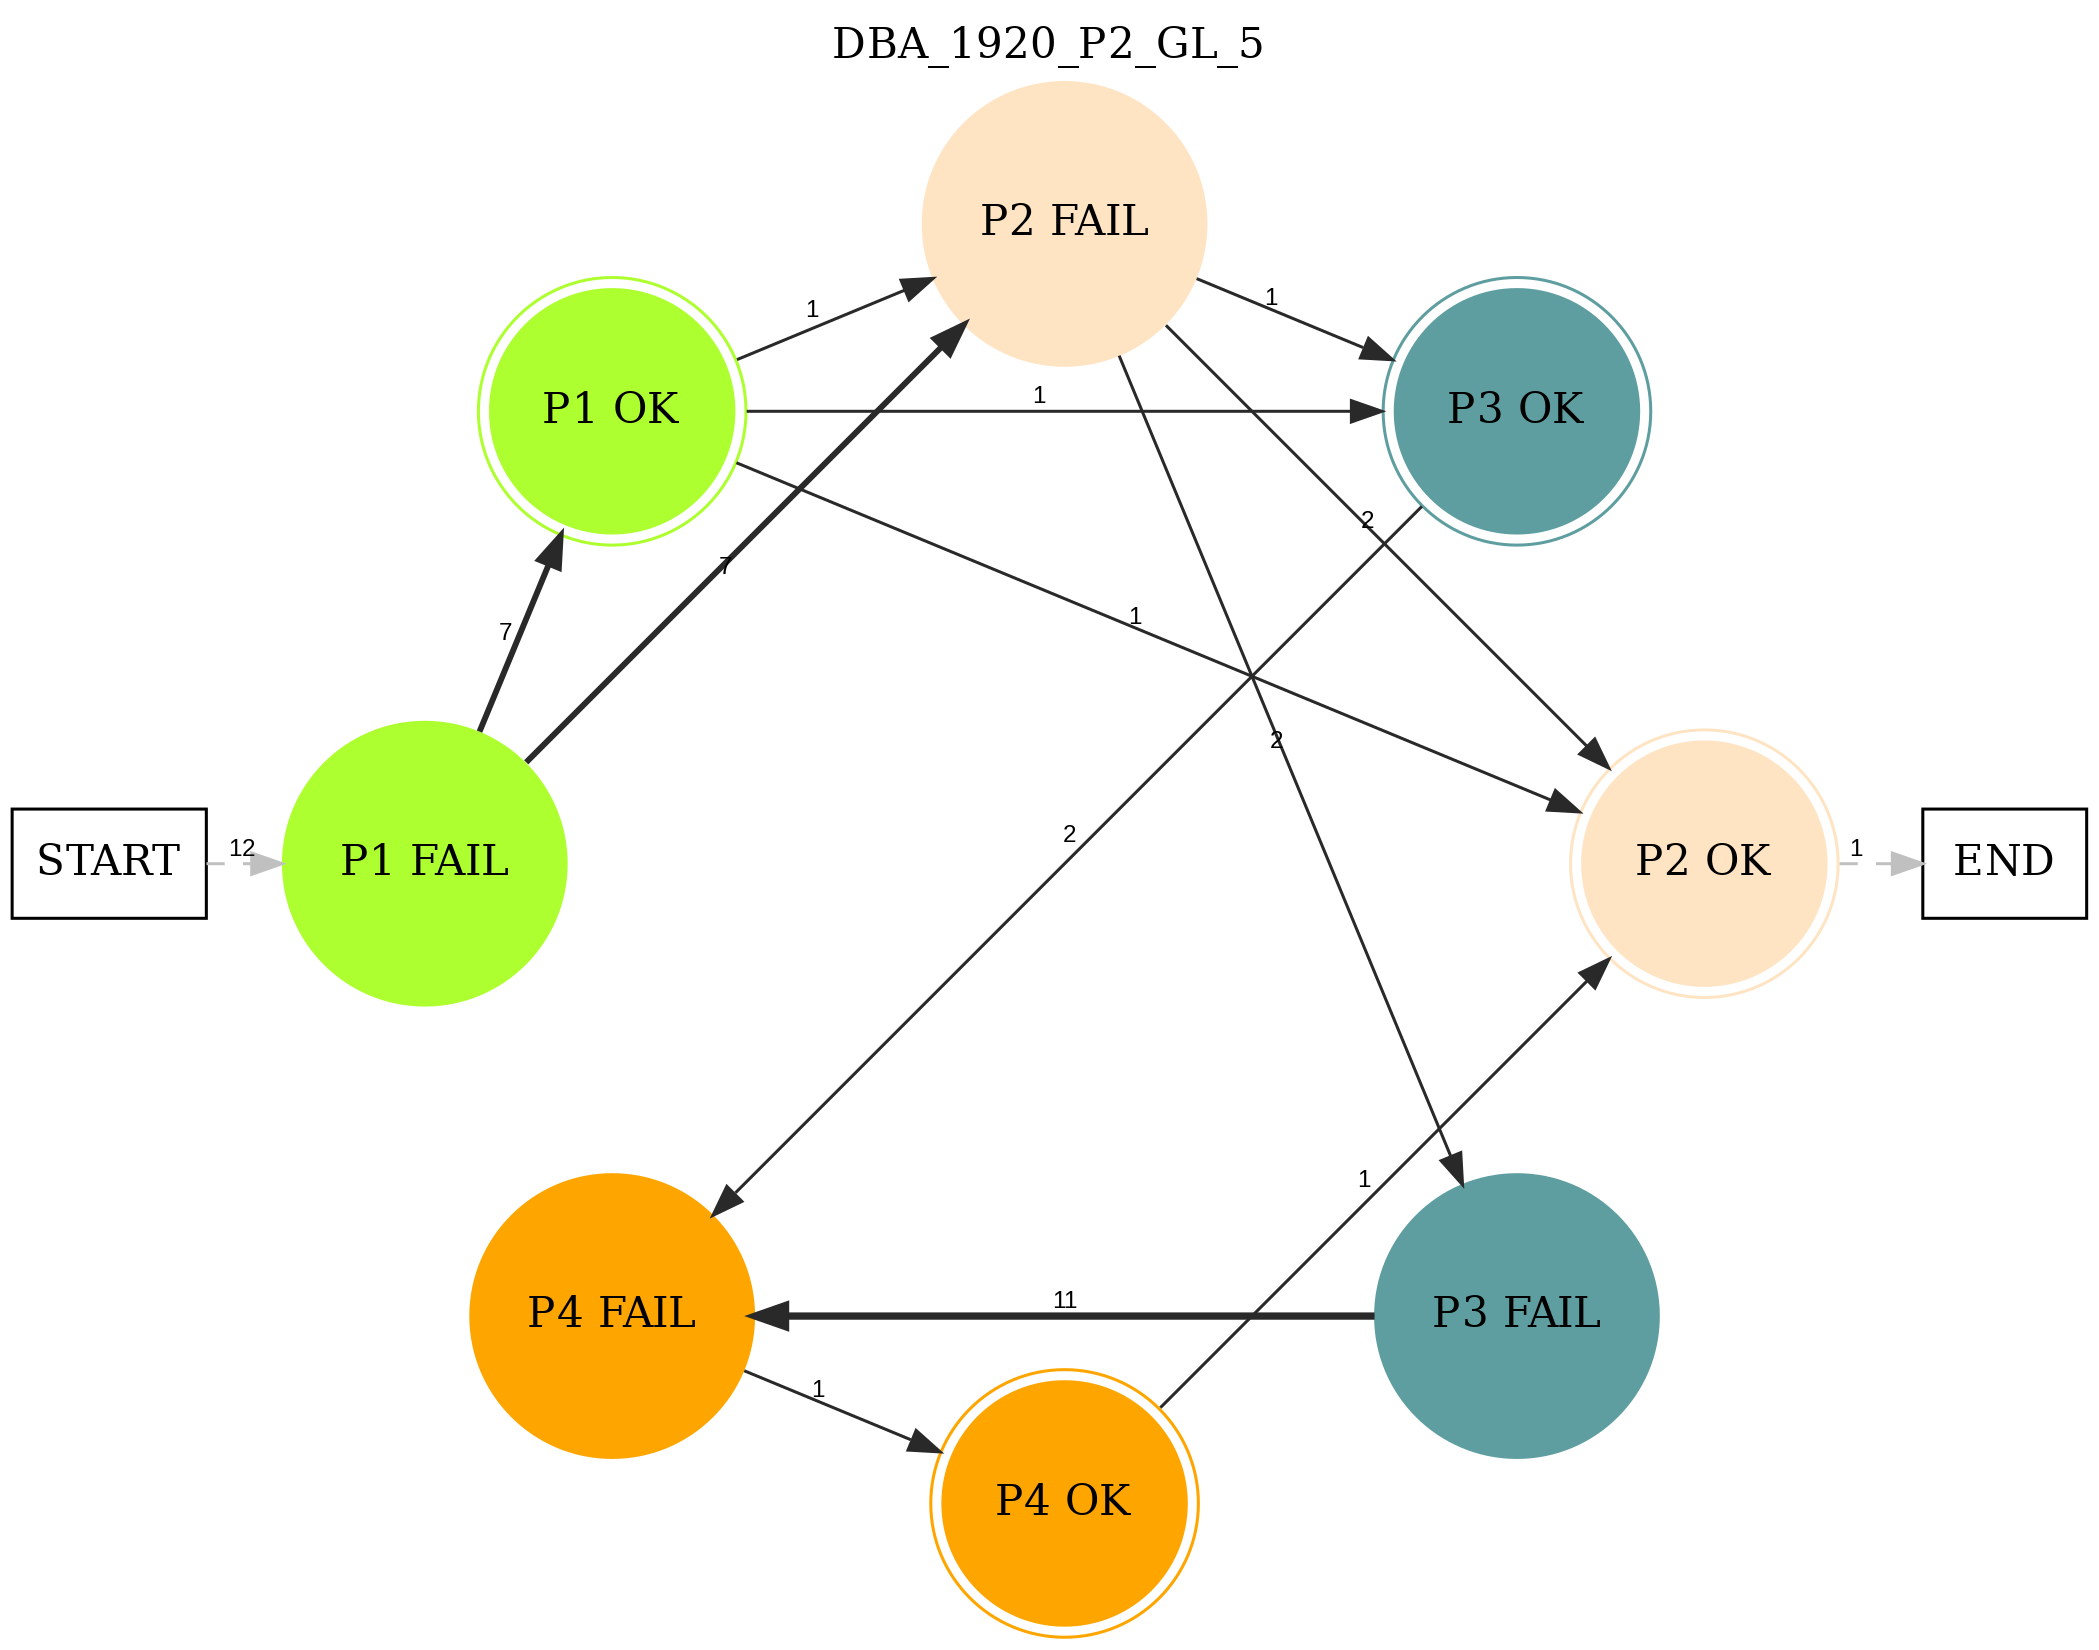 DBA_1920_P2_GL_5
P2 FAIL
1
1
P1 OK
1
P3 OK
2
7
1
7
2
2
START
12
P1 FAIL
P2 OK
1
END
1
11
P4 FAIL
P3 FAIL
1
P4 OK